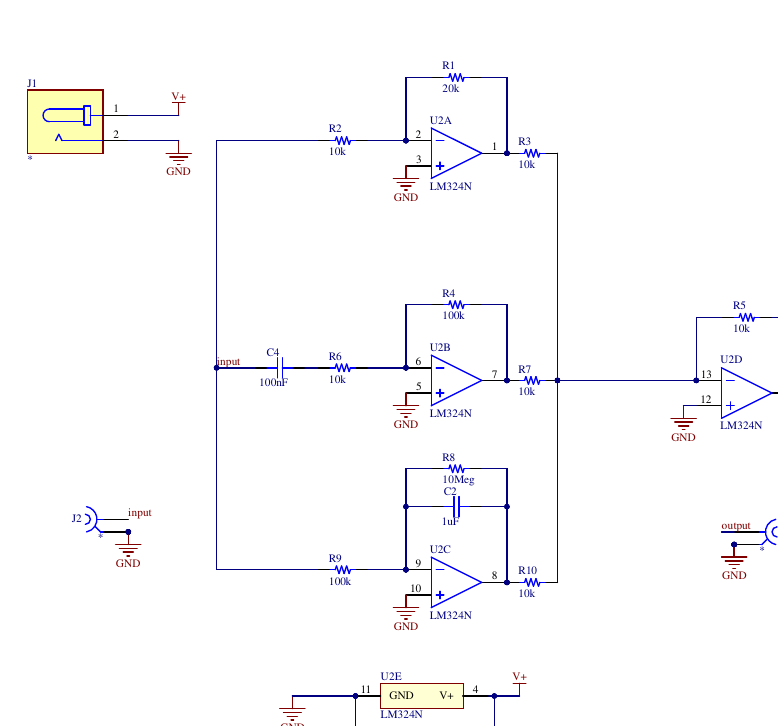 J1
1
2
*
V+
GND
R1
20k
U2A
R2
10k
2
3
1
R3
10k
GND
LM324N
R4
100k
U2B
input
C4
100nF
R6
10k
6
5
7
R7
10k
GND
LM324N
R5
10k
U2D
13
12
GND
LM324N
R8
10Meg
C2
1uF
U2C
R9
100k
9
10
8
R10
10k
GND
LM324N
J2
input
*
GND
output
*
GND
U2E
11
GND V+
4
V+
LM324N
GND